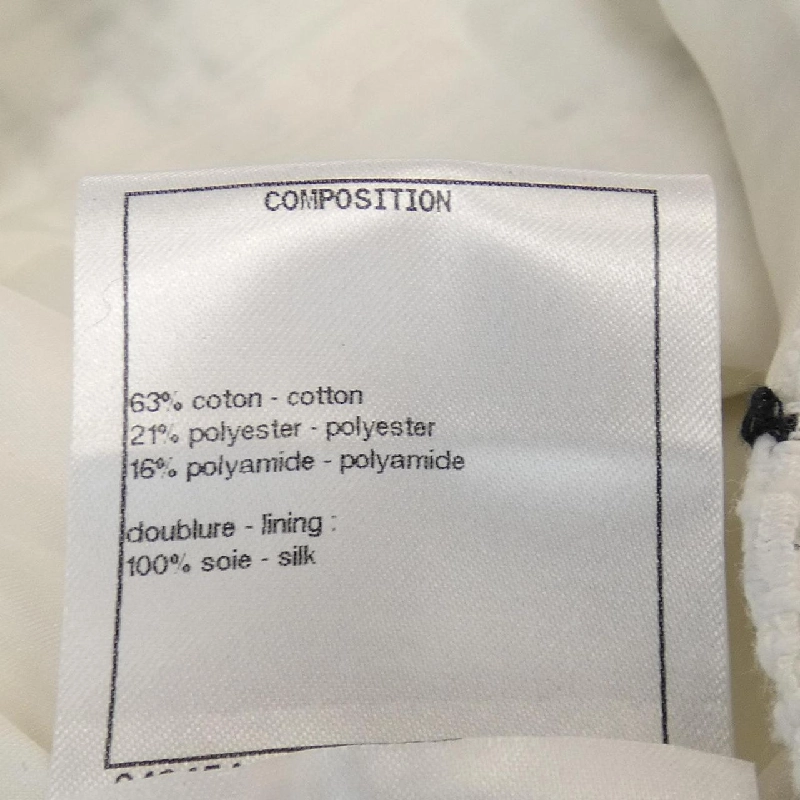 COMPOSITION
63% coton - cotton
21% polyester - polyester
16% polyamide - polyamide
doublure - lining :
100% soie - silk